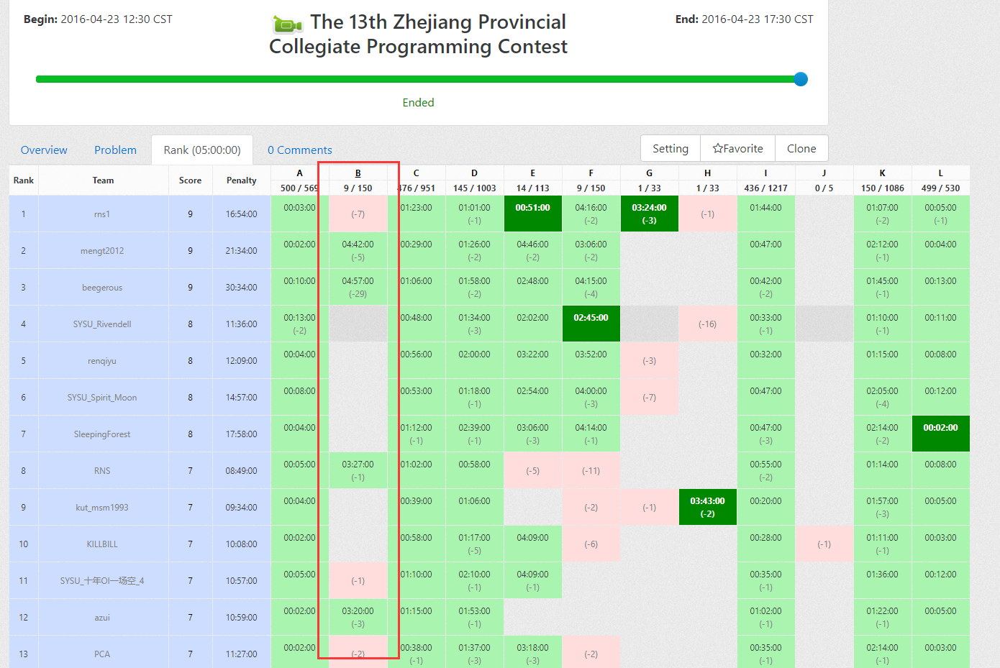 Begin: 2016-04-23 12:30 CST
The 13th Zhejiang Provincial
Collegiate Programming Contest
End: 2016-04-23 17:30 CST
Ended
Overview Problem Rank (05:00:00) 0 Comments Setting Favorite Clone
Rank Team Score Penalty A B C D E F G H I J K L
500 / 569 9 / 150 476 / 951 145 / 1003 14 / 113 9 / 150 1 / 33 1 / 33 436 / 1217 0 / 5 150 / 1086 499 / 530
1 rns1 9 16:54:00 00:03:00 (-7) 01:23:00 01:01:00 (-1) 00:51:00 04:16:00 (-2) 03:24:00 (-3) (-1) 01:44:00 01:07:00 (-2) 00:05:00 (-1)
2 mengt2012 9 21:34:00 00:02:00 04:42:00 (-5) 00:29:00 01:26:00 (-2) 04:46:00 (-2) 03:06:00 (-2) 00:47:00 02:12:00 (-1) 00:04:00
3 beegerous 9 30:34:00 00:10:00 04:57:00 (-29) 01:06:00 01:58:00 (-2) 02:48:00 04:15:00 (-4) 00:42:00 (-2) 01:45:00 (-1) 00:13:00
4 SYSU_Rivendell 8 11:36:00 00:13:00 (-2) 00:48:00 01:34:00 (-3) 02:02:00 02:45:00 (-16) 00:33:00 (-1) 01:10:00 (-1) 00:11:00
5 renqiyu 8 12:09:00 00:04:00 00:56:00 02:00:00 03:22:00 03:52:00 (-3) 00:32:00 01:15:00 00:08:00
6 SYSU_Spirit_Moon 8 14:57:00 00:08:00 00:53:00 01:18:00 (-1) 02:54:00 04:00:00 (-3) (-7) 00:47:00 02:05:00 (-4) 00:12:00
7 SleepingForest 8 17:58:00 00:04:00 01:12:00 (-1) 02:39:00 (-1) 03:06:00 (-3) 04:14:00 (-1) 00:47:00 (-3) 02:14:00 (-2) 00:02:00
8 RNS 7 08:49:00 00:05:00 03:27:00 (-1) 01:02:00 00:58:00 (-5) (-11) 00:55:00 (-2) 01:14:00 00:08:00
9 kut_msm1993 7 09:34:00 00:04:00 00:39:00 01:06:00 (-2) (-1) 03:43:00 (-2) 00:20:00 01:57:00 (-3) 00:05:00
10 KILLBILL 7 10:08:00 00:02:00 00:58:00 01:17:00 (-5) 04:09:00 (-6) 00:28:00 (-1) 01:11:00 (-1) 00:03:00
11 SYSU_十年OI一场空_4 7 10:57:00 00:05:00 (-1) 01:10:00 02:10:00 (-1) 04:09:00 (-1) 00:35:00 (-1) 01:36:00 00:12:00
12 azui 7 10:59:00 00:02:00 03:20:00 (-3) 01:15:00 01:53:00 (-1) 01:02:00 (-1) 01:22:00 (-1) 00:05:00
13 PCA 7 11:27:00 00:02:00 (-2) 00:38:00 (-1) 01:37:00 (-3) 03:18:00 (-3) (-2) 00:35:00 (-1) 02:14:00 (-1) 00:03:00